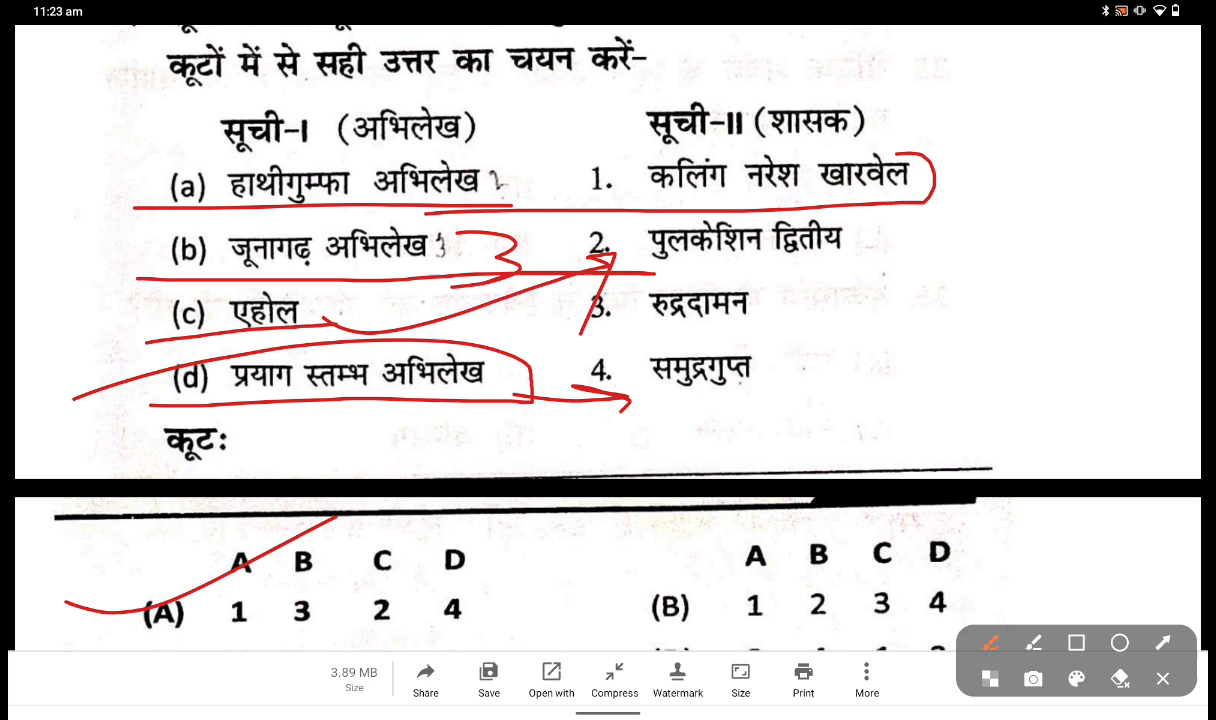 11:23 am
कूटों में से सही उत्तर का चयन करें-
सूची-I (अभिलेख) सूची-II (शासक)
(a) हाथीगुम्फा अभिलेख 1. कलिंग नरेश खारवेल
(b) जूनागढ़ अभिलेख 3 2. पुलकेशिन द्वितीय
(c) एहोल 3. रुद्रदामन
(d) प्रयाग स्तम्भ अभिलेख 4. समुद्रगुप्त
कूटः
A B C D A B C D
(A) 1 3 2 4 (B) 1 2 3 4
3.89 MB
Size
Share Save Open with Compress Watermark Size Print More